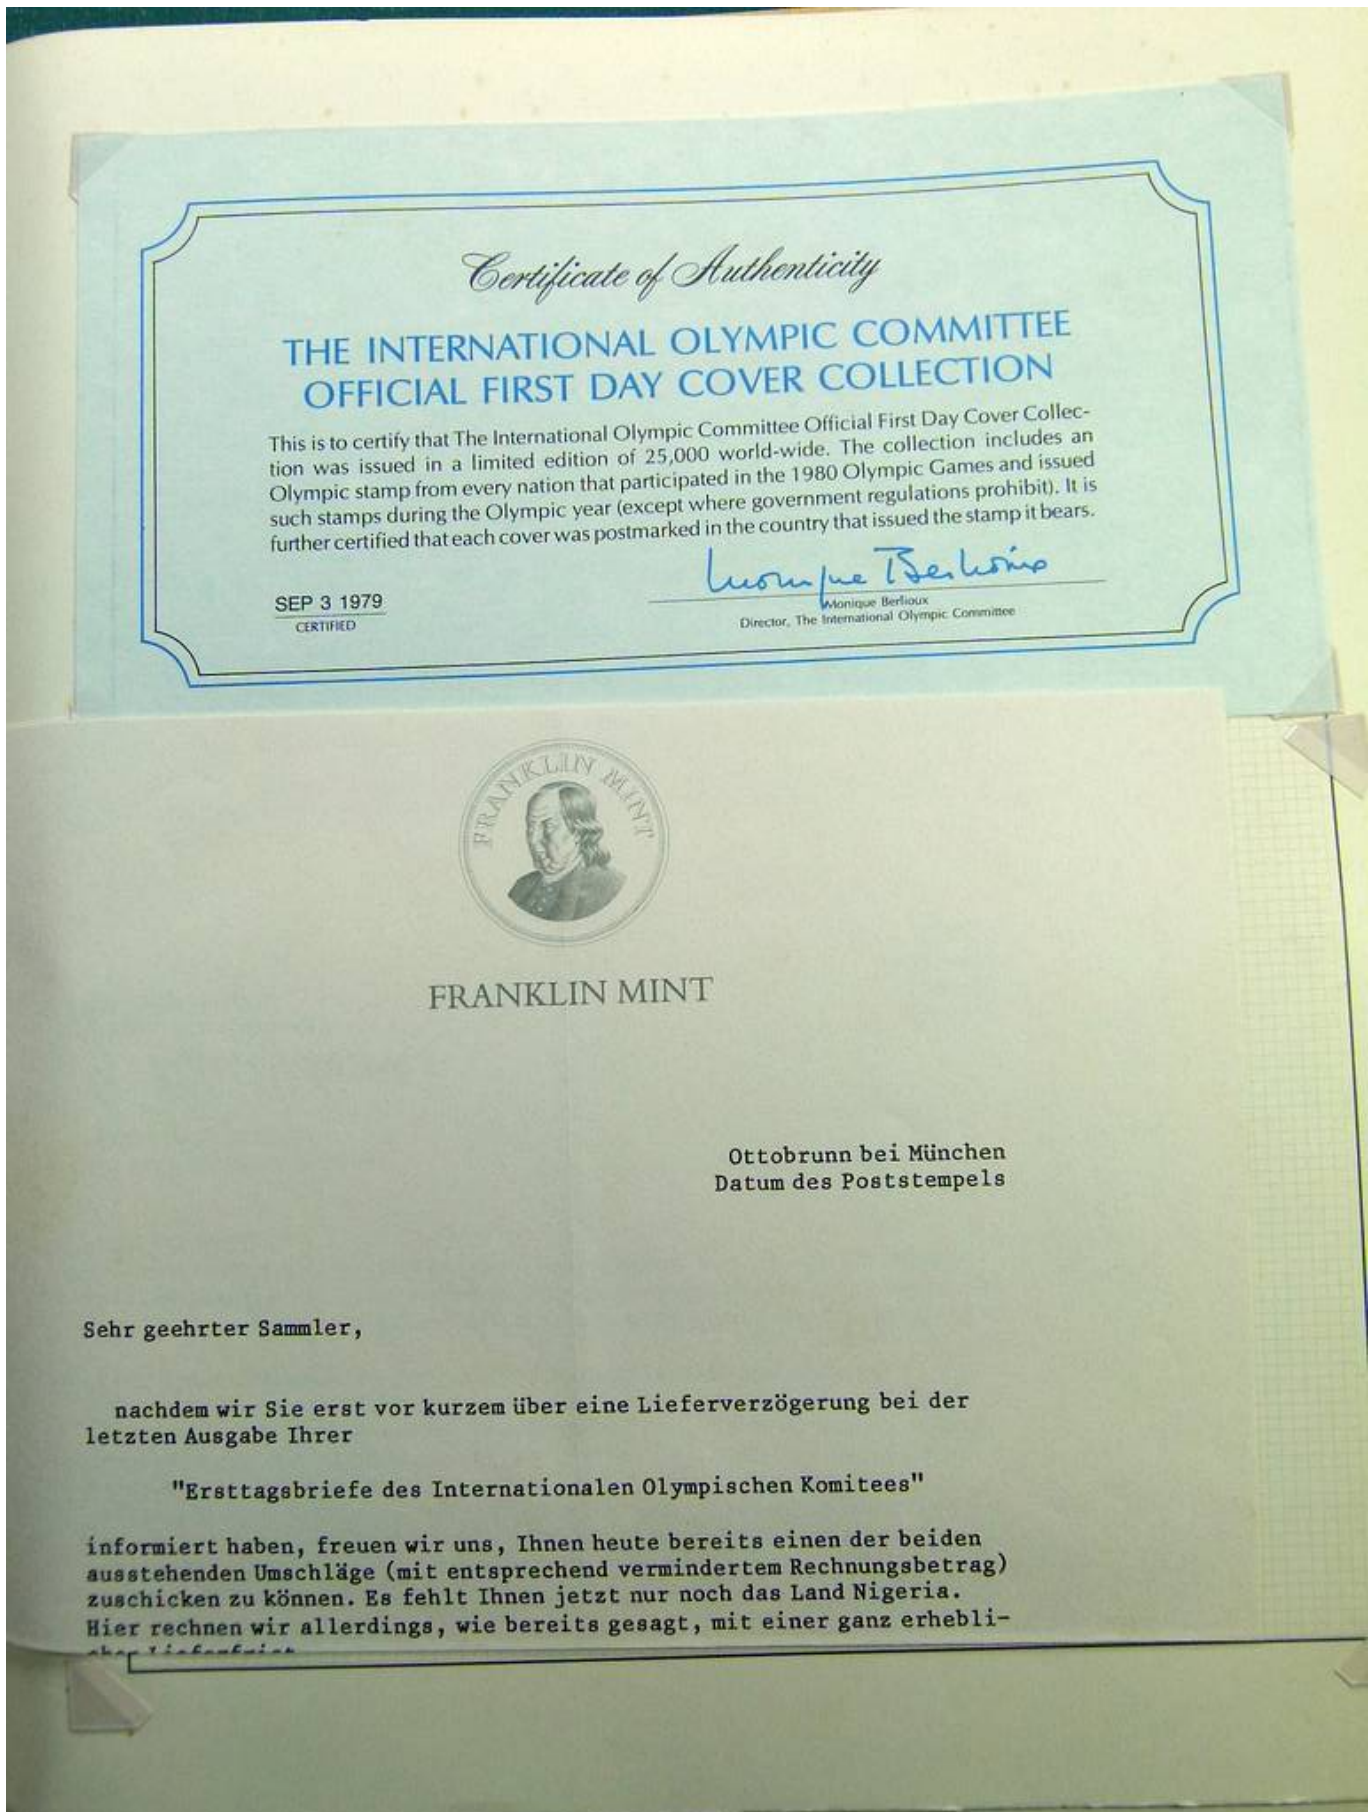 Certificate of Authenticity
THE INTERNATIONAL OLYMPIC COMMITTEE
OFFICIAL FIRST DAY COVER COLLECTION
This is to certify that The International Olympic Committee Official First Day Cover Collec-
tion was issued in a limited edition of 25,000 world-wide. The collection includes an
Olympic stamp from every nation that participated in the 1980 Olympic Games and issued
such stamps during the Olympic year (except where government regulations prohibit). It is
further certified that each cover was postmarked in the country that issued the stamp it bears.
Monique Berlioux
SEP 3 1979
CERTIFIED
Monique Berlioux
Director, The International Olympic Committee
FRANKLIN MINT
FRANKLIN MINT
Ottobrunn bei München
Datum des Poststempels
Sehr geehrter Sammler,
nachdem wir Sie erst vor kurzem über eine Lieferverzögerung bei der
letzten Ausgabe Ihrer
"Ersttagsbriefe des Internationalen Olympischen Komitees"
informiert haben, freuen wir uns, Ihnen heute bereits einen der beiden
ausstehenden Umschläge (mit entsprechend vermindertem Rechnungsbetrag)
zuschicken zu können. Es fehlt Ihnen jetzt nur noch das Land Nigeria.
Hier rechnen wir allerdings, wie bereits gesagt, mit einer ganz erhebli-